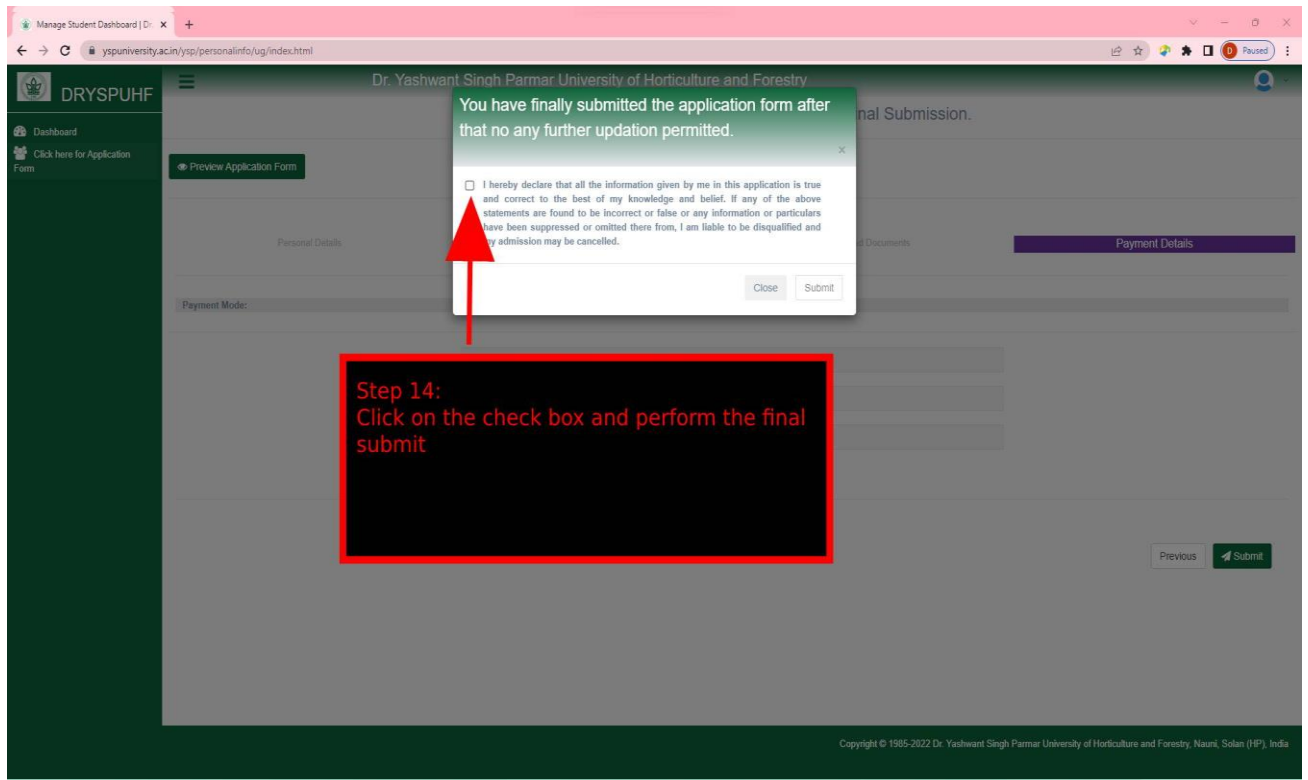 Manage Student Dashboard | Dr.
yspuniversity.ac.in/ysp/personalinfo/ug/index.html
D Paused
DRYSPUHF
Dr. Yashwant Singh Parmar University of Horticulture and Forestry
Dashboard
Click here for Application
Form
nal Submission.
Preview Application Form
You have finally submitted the application form after
that no any further updation permitted.
x
I hereby declare that all the information given by me in this application is true
and correct to the best of my knowledge and belief. If any of the above
statements are found to be incorrect or false or any information or particulars
have been suppressed or omitted there from, I am liable to be disqualified and
my admission may be cancelled.
Close Submit
Personal Details
Documents
Payment Details
Payment Mode:
Step 14:
Click on the check box and perform the final
submit
Previous Submit
Copyright © 1985-2022 Dr. Yashwant Singh Parmar University of Horticulture and Forestry, Nauni, Solan (HP), India